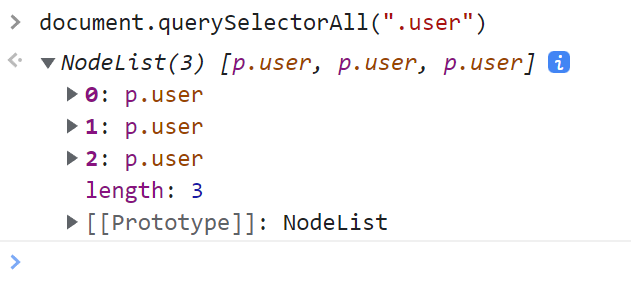 document.querySelectorAll(".user")
NodeList(3) [p.user, p.user, p.user] i
0: p.user
1: p.user
2: p.user
length: 3
[[Prototype]]: NodeList